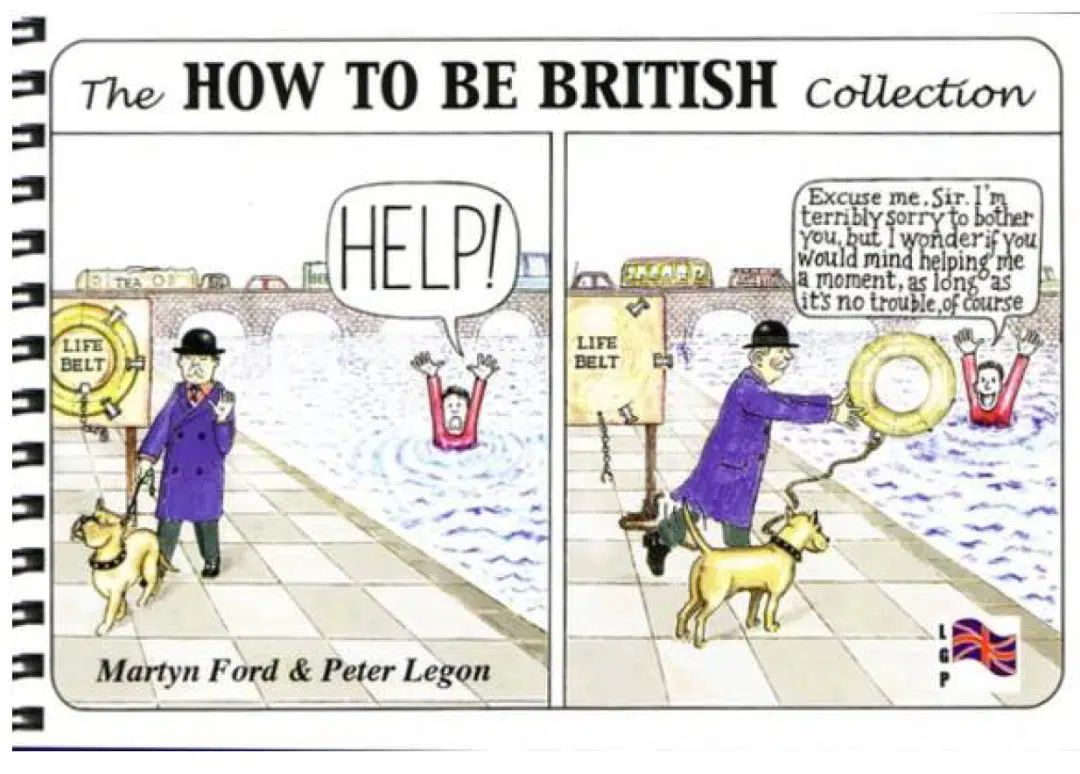 The HOW TO BE BRITISH Collection
TEA
HELP!
LIFE
BELT
Excuse me, Sir. I'm
terribly sorry to bother
you, but I wonder if you
would mind helping me
a moment, as long as
it's no trouble, of course
LIFE
BELT
Martyn Ford & Peter Legon
LGP